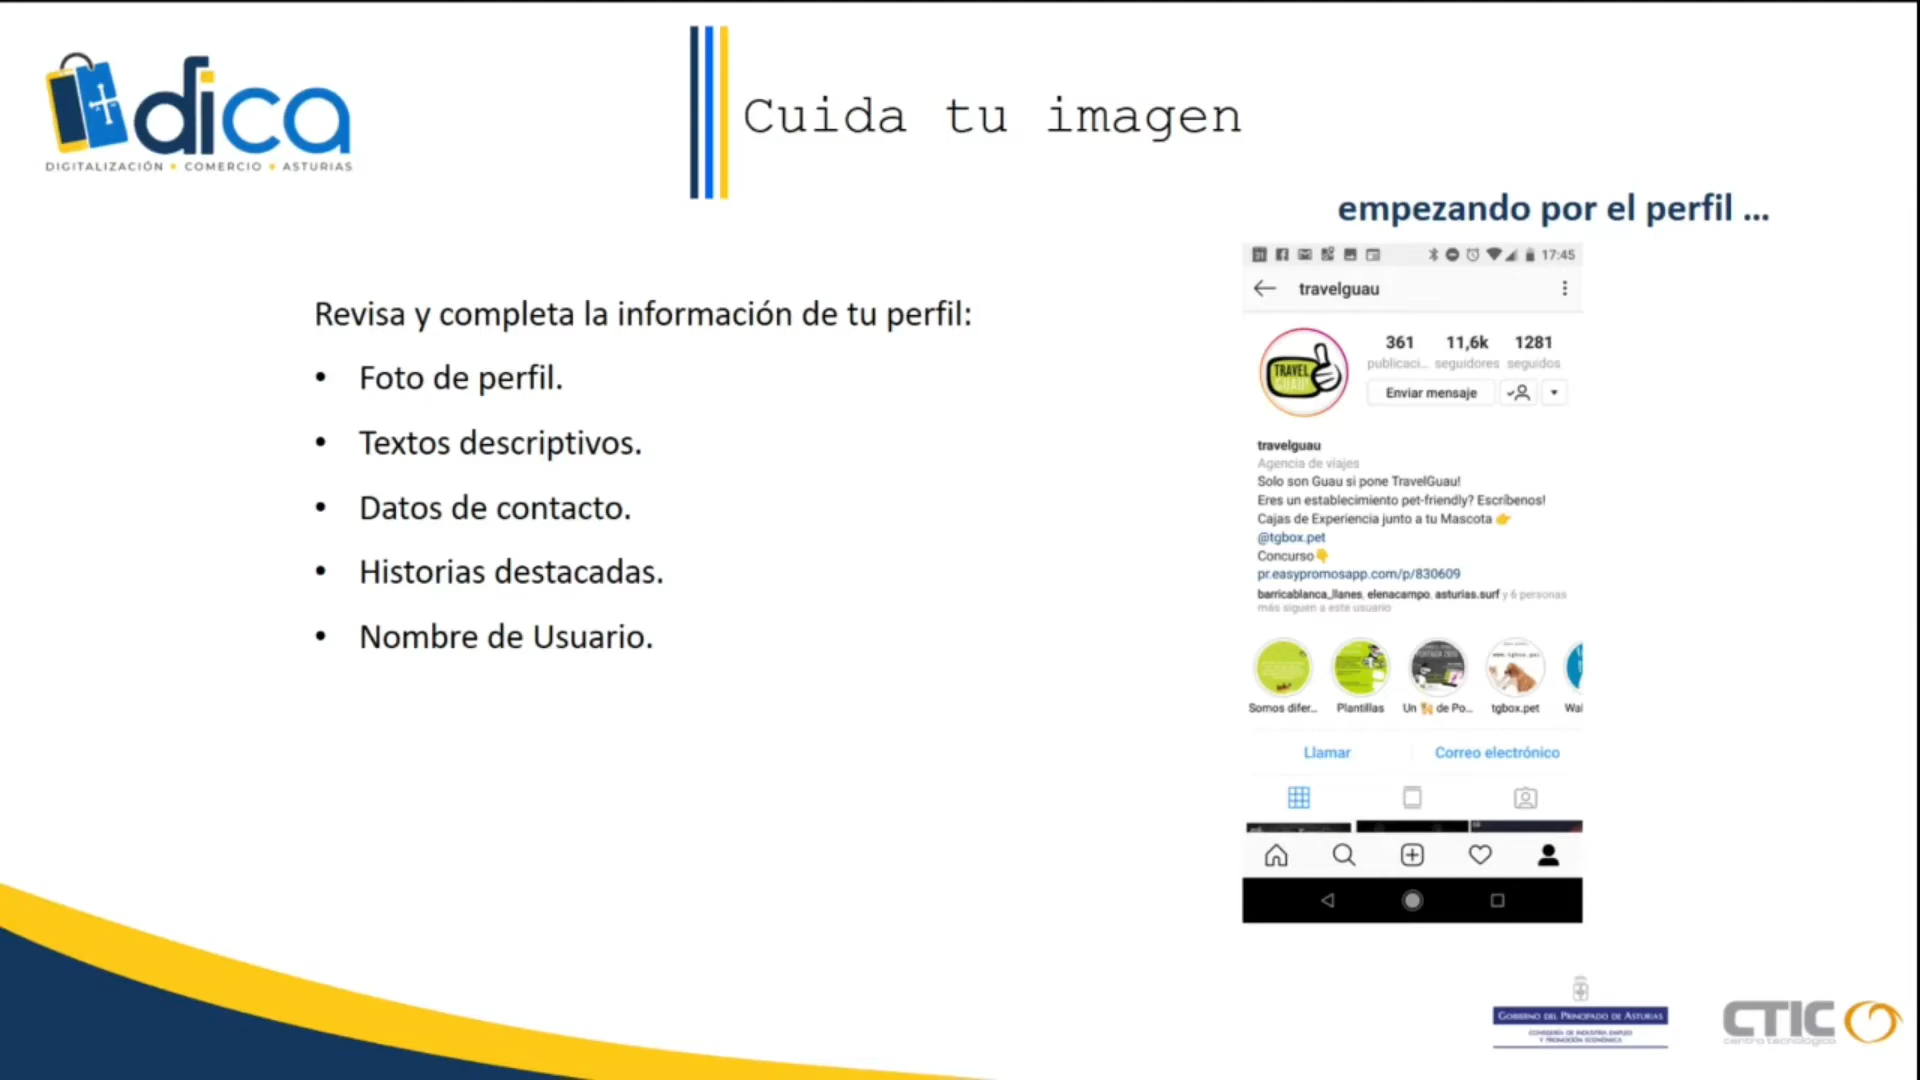 dica
DIGITALIZACIÓN • COMERCIO • ASTURIAS
Cuida tu imagen
empezando por el perfil ...
Revisa y completa la información de tu perfil:
• Foto de perfil.
• Textos descriptivos.
• Datos de contacto.
• Historias destacadas.
• Nombre de Usuario.
17:45
travelguau
361 11,6k 1281
publicaci... seguidores seguidos
TRAVEL
GUAU
Enviar mensaje
travelguau
Agencia de viajes
Solo son Guau si pone TravelGuau!
Eres un establecimiento pet-friendly? Escríbenos!
Cajas de Experiencia junto a tu Mascota 👉
@tgbox.pet
Concurso👇
pr.easypromosapp.com/p/830609
barricablanca_llanes, elenacampo, asturias.surf y 6 personas
más siguen a este usuario
Somos difer... Plantillas Un de Po... tgbox.pet Wai
Llamar Correo electrónico
GOBIERNO DEL PRINCIPADO DE ASTURIAS
CONSEJERÍA DE INDUSTRIA, EMPLEO
Y PROMOCIÓN ECONÓMICA
CTIC
centro tecnológico